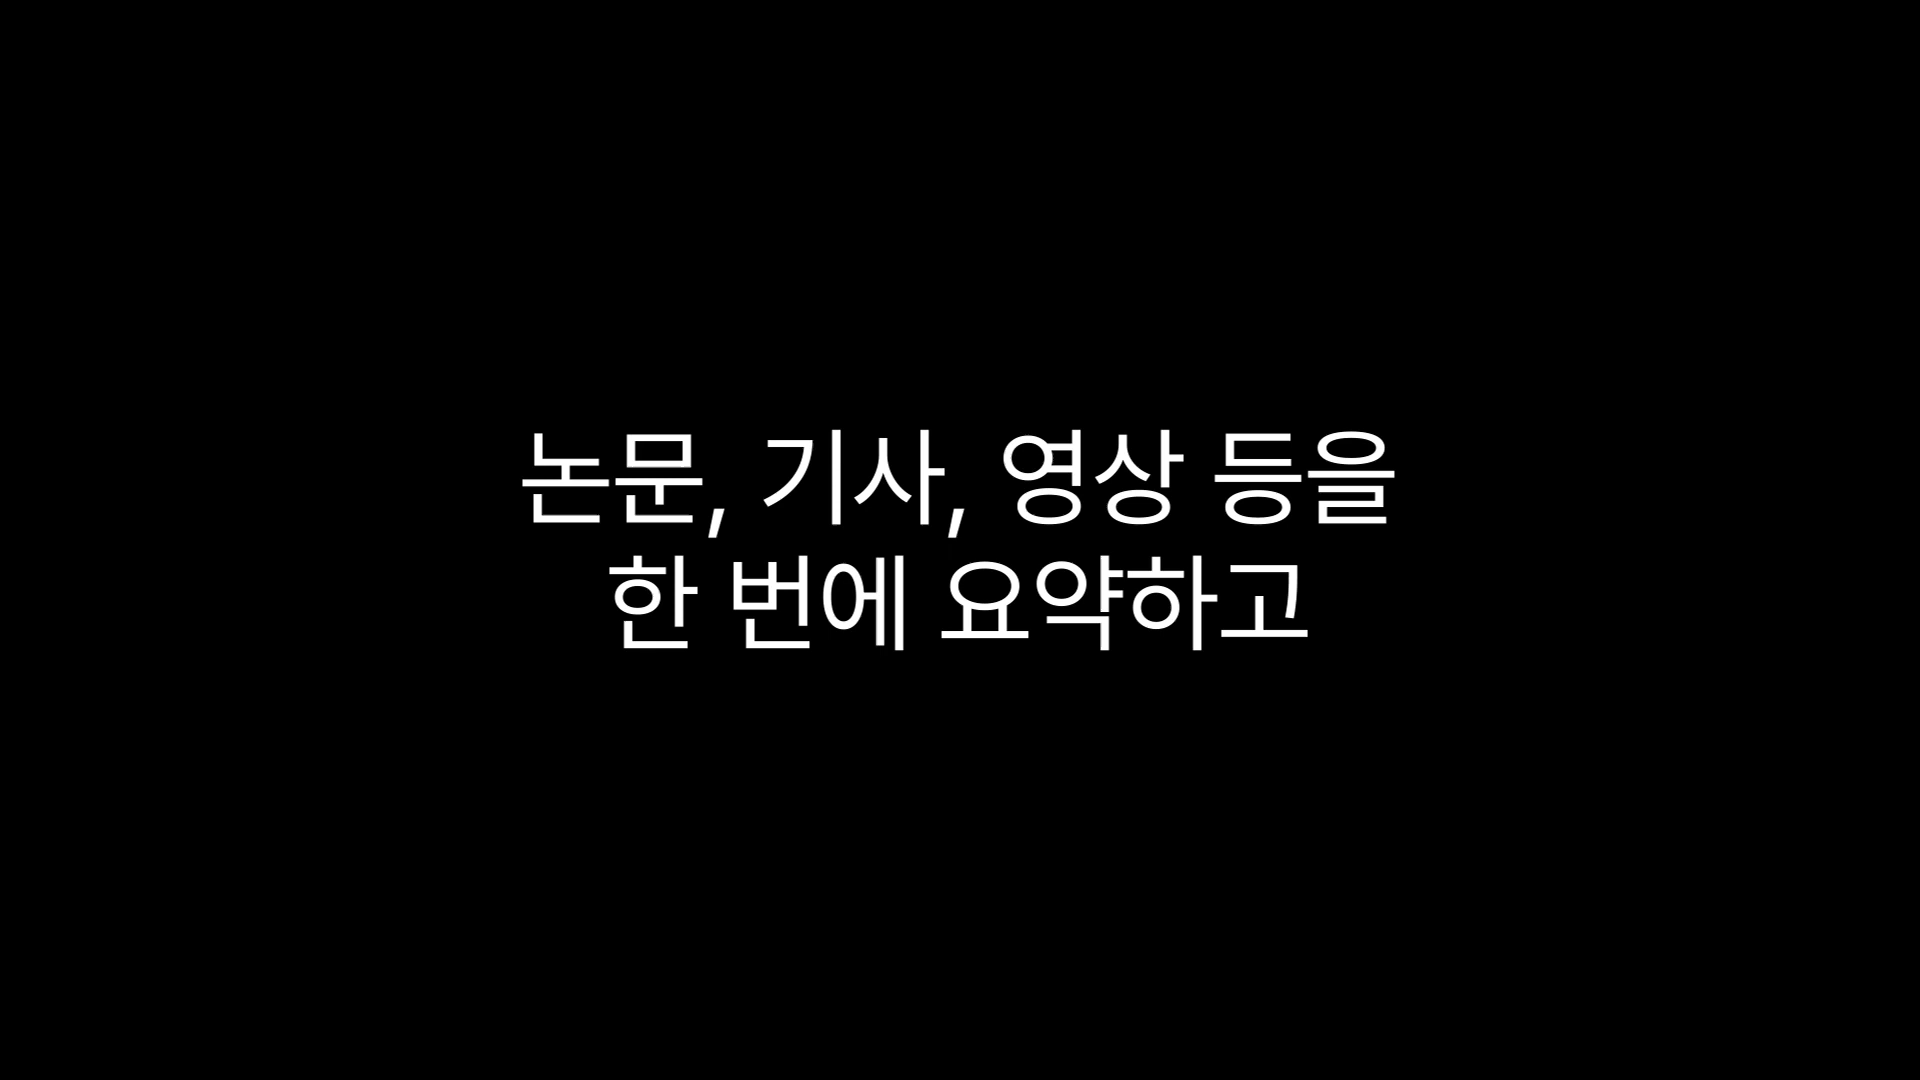 논문, 기사, 영상 등을
한 번에 요약하고